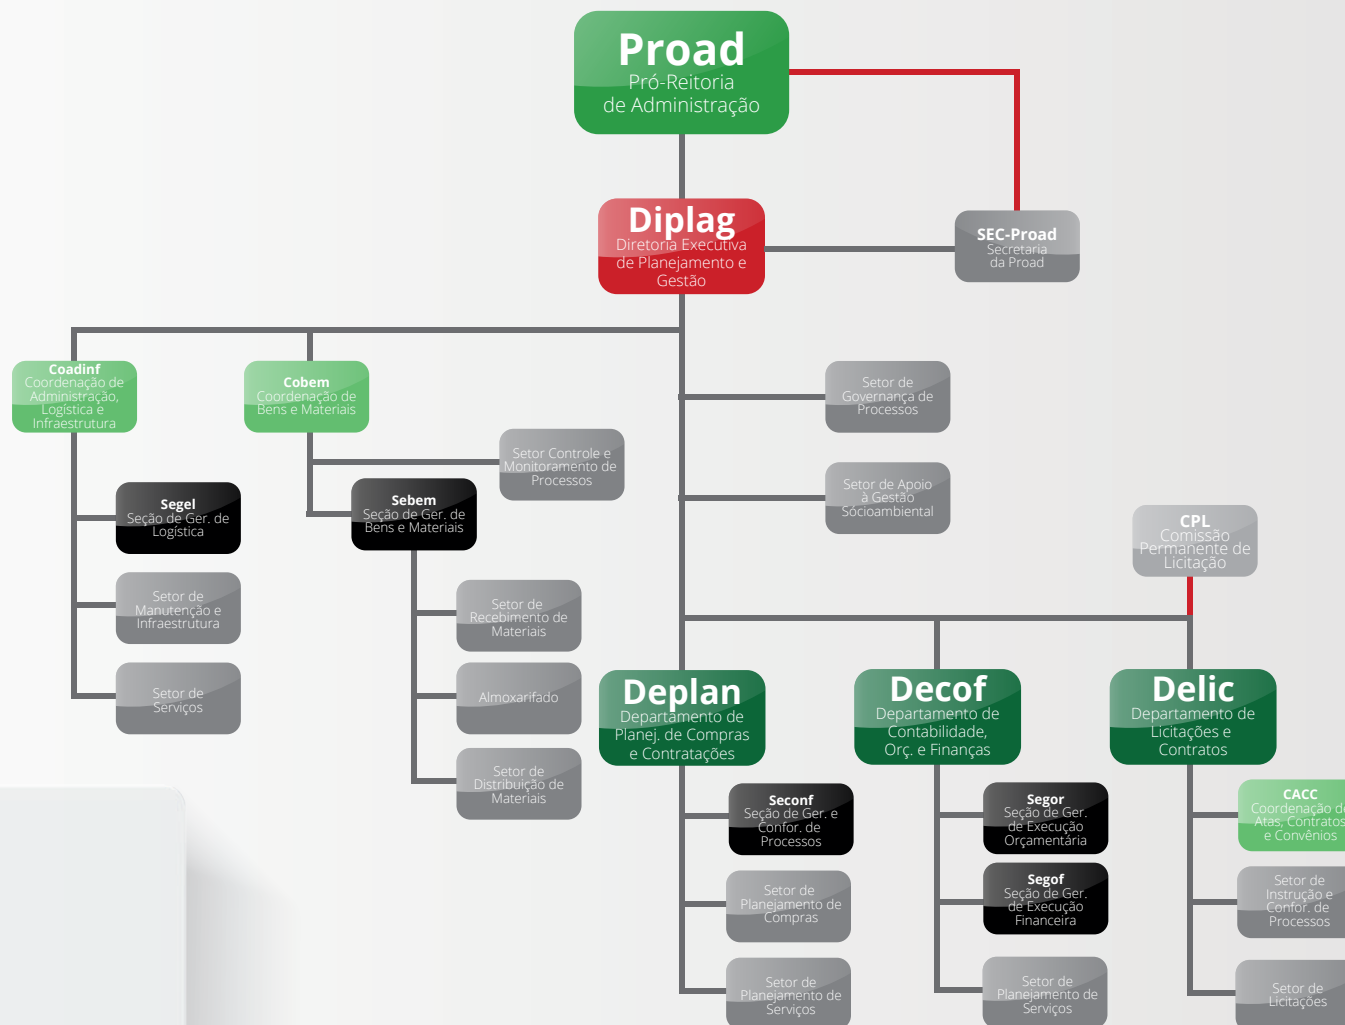 Proad
Pró-Reitoria
de Administração
Diplag
Diretoria Executiva
de Planejamento e
Gestão
SEC-Proad
Secretaria
da Proad
Coadinf
Coordenação de
Administração,
Logística e
Infraestrutura
Cobem
Coordenação de
Bens e Materiais
Setor de
Governança de
Processos
Setor Controle e
Monitoramento de
Processos
Segel
Seção de Ger. de
Logística
Sebem
Seção de Ger. de
Bens e Materiais
Setor de Apoio
à Gestão
Sócioambiental
CPL
Comissão
Permanente de
Licitação
Setor de
Manutenção e
Infraestrutura
Setor de
Recebimento de
Materiais
Setor de
Serviços
Almoxarifado
Setor de
Distribuição de
Materiais
Deplan
Departamento de
Planej. de Compras
e Contratações
Decof
Departamento de
Contabilidade,
Orç. e Finanças
Delic
Departamento de
Licitações e
Contratos
Seconf
Seção de Ger. e
Confor. de
Processos
Segor
Seção de Ger.
de Execução
Orçamentária
CACC
Coordenação de
Atas, Contratos
e Convênios
Setor de
Planejamento de
Compras
Segof
Seção de Ger.
de Execução
Financeira
Setor de
Instrução e
Confor. de
Processos
Setor de
Planejamento de
Serviços
Setor de
Planejamento de
Serviços
Setor de
Licitações